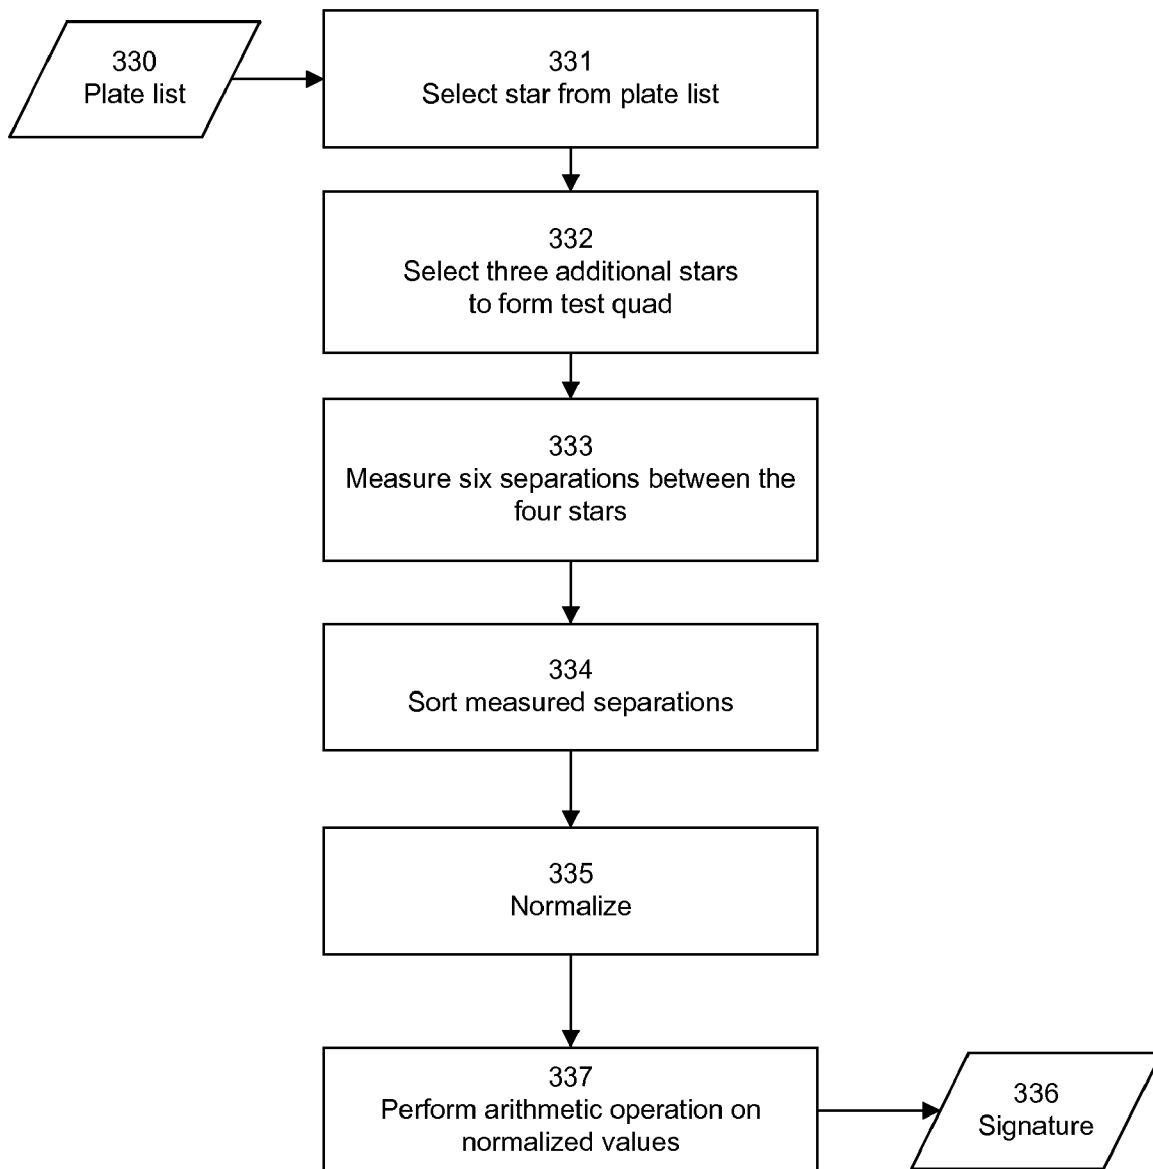 330
Plate list
331
Select star from plate list
332
Select three additional stars
to form test quad
333
Measure six separations between the
four stars
334
Sort measured separations
335
Normalize
337
Perform arithmetic operation on
normalized values
336
Signature